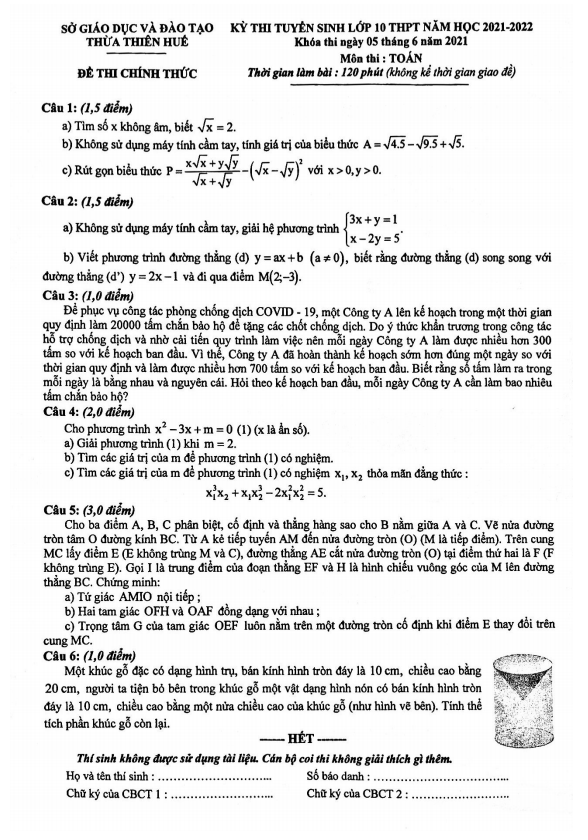 SỞ GIÁO DỤC VÀ ĐÀO TẠO
THỪA THIÊN HUẾ
ĐỀ THI CHÍNH THỨC
KỲ THI TUYỂN SINH LỚP 10 THPT NĂM HỌC 2021-2022
Khóa thi ngày 05 tháng 6 năm 2021
Môn thi : TOÁN
Thời gian làm bài : 120 phút (không kể thời gian giao đề)
Câu 1: (1,5 điểm)
a) Tìm số x không âm, biết √x = 2.
b) Không sử dụng máy tính cầm tay, tính giá trị của biểu thức A = √4.5 − √9.5 + √5.
c) Rút gọn biểu thức P = (x√x + y√y)/(√x + √y) − (√x − √y)² với x > 0, y > 0.
Câu 2: (1,5 điểm)
a) Không sử dụng máy tính cầm tay, giải hệ phương trình { 3x + y = 1
x − 2y = 5 .
b) Viết phương trình đường thẳng (d) y = ax + b (a ≠ 0), biết rằng đường thẳng (d) song song với
đường thẳng (d’) y = 2x − 1 và đi qua điểm M(2;−3).
Câu 3: (1,0 điểm)
Để phục vụ công tác phòng chống dịch COVID - 19, một Công ty A lên kế hoạch trong một thời gian
quy định làm 20000 tấm chắn bảo hộ để tặng các chốt chống dịch. Do ý thức khẩn trương trong công tác
hỗ trợ chống dịch và nhờ cải tiến quy trình làm việc nên mỗi ngày Công ty A làm được nhiều hơn 300
tấm so với kế hoạch ban đầu. Vì thế, Công ty A đã hoàn thành kế hoạch sớm hơn đúng một ngày so với
thời gian quy định và làm được nhiều hơn 700 tấm so với kế hoạch ban đầu. Biết rằng số tấm làm ra trong
mỗi ngày là bằng nhau và nguyên cái. Hỏi theo kế hoạch ban đầu, mỗi ngày Công ty A cần làm bao nhiêu
tấm chắn bảo hộ?
Câu 4: (2,0 điểm)
Cho phương trình x² − 3x + m = 0 (1) (x là ẩn số).
a) Giải phương trình (1) khi m = 2.
b) Tìm các giá trị của m để phương trình (1) có nghiệm.
c) Tìm các giá trị của m để phương trình (1) có nghiệm x₁, x₂ thỏa mãn đẳng thức :
x₁³x₂ + x₁x₂³ − 2x₁²x₂² = 5.
Câu 5: (3,0 điểm)
Cho ba điểm A, B, C phân biệt, cố định và thẳng hàng sao cho B nằm giữa A và C. Vẽ nửa đường
tròn tâm O đường kính BC. Từ A kẻ tiếp tuyến AM đến nửa đường tròn (O) (M là tiếp điểm). Trên cung
MC lấy điểm E (E không trùng M và C), đường thẳng AE cắt nửa đường tròn (O) tại điểm thứ hai là F (F
không trùng E). Gọi I là trung điểm của đoạn thẳng EF và H là hình chiếu vuông góc của M lên đường
thẳng BC. Chứng minh:
a) Tứ giác AMIO nội tiếp ;
b) Hai tam giác OFH và OAF đồng dạng với nhau ;
c) Trọng tâm G của tam giác OEF luôn nằm trên một đường tròn cố định khi điểm E thay đổi trên
cung MC.
Câu 6: (1,0 điểm)
Một khúc gỗ đặc có dạng hình trụ, bán kính hình tròn đáy là 10 cm, chiều cao bằng
20 cm, người ta tiện bỏ bên trong khúc gỗ một vật dạng hình nón có bán kính hình tròn
đáy là 10 cm, chiều cao bằng một nửa chiều cao của khúc gỗ (như hình vẽ bên). Tính thể
tích phần khúc gỗ còn lại.
----- HẾT ------
Thí sinh không được sử dụng tài liệu. Cán bộ coi thi không giải thích gì thêm.
Họ và tên thí sinh : ............................
Số báo danh : ...................................
Chữ ký của CBCT 1 : .........................
Chữ ký của CBCT 2 : .........................